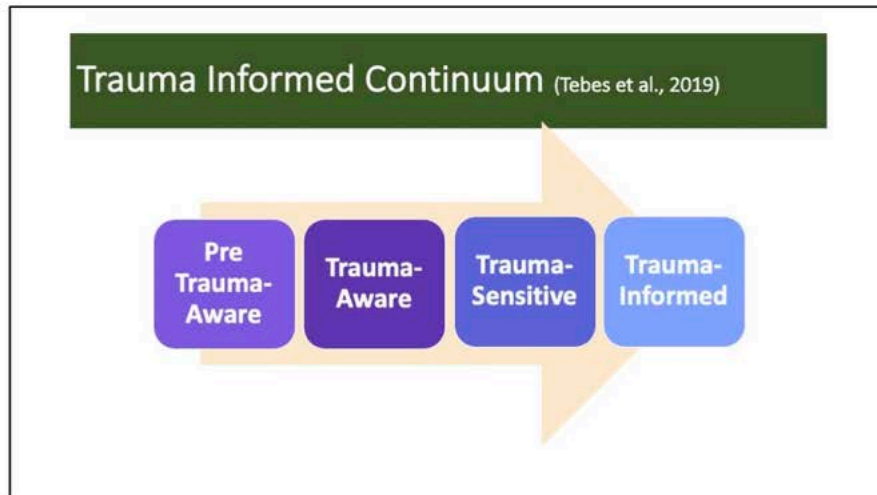 Trauma Informed Continuum (Tebes et al., 2019)
Pre
Trauma-
Aware
Trauma-
Aware
Trauma-
Sensitive
Trauma-
Informed